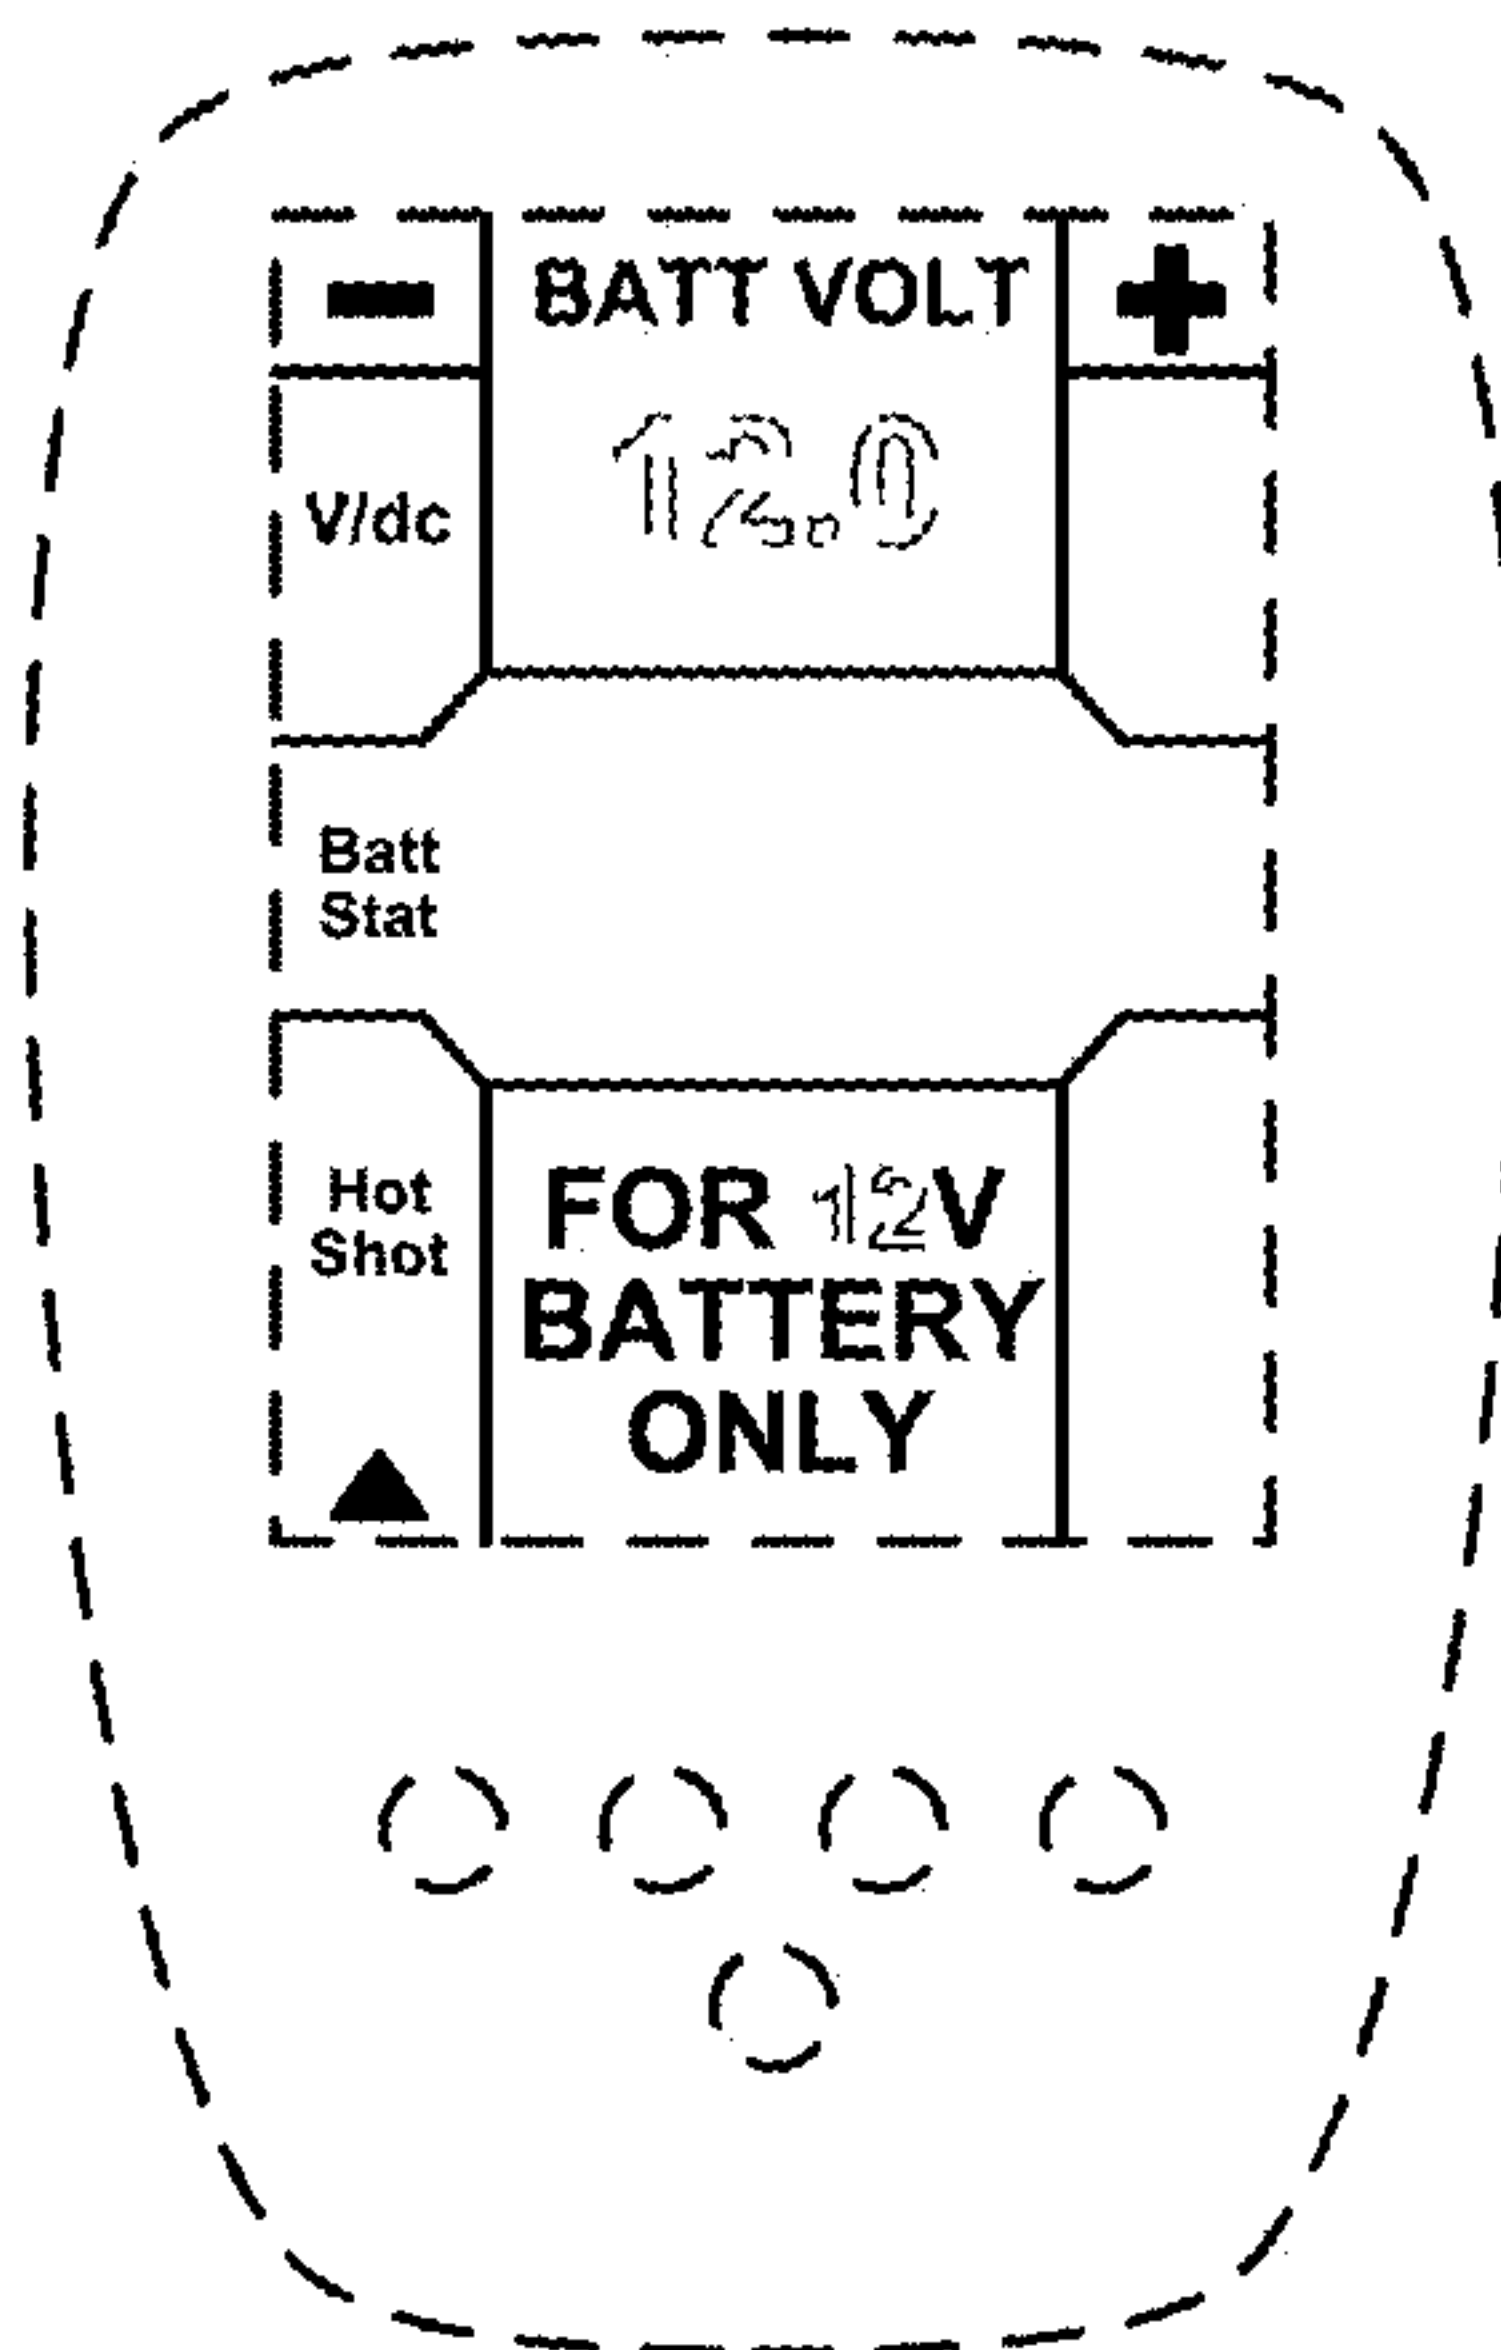 − BATT VOLT +
V/dc 12.0
Batt
Stat
Hot
Shot
FOR 12V
BATTERY
ONLY